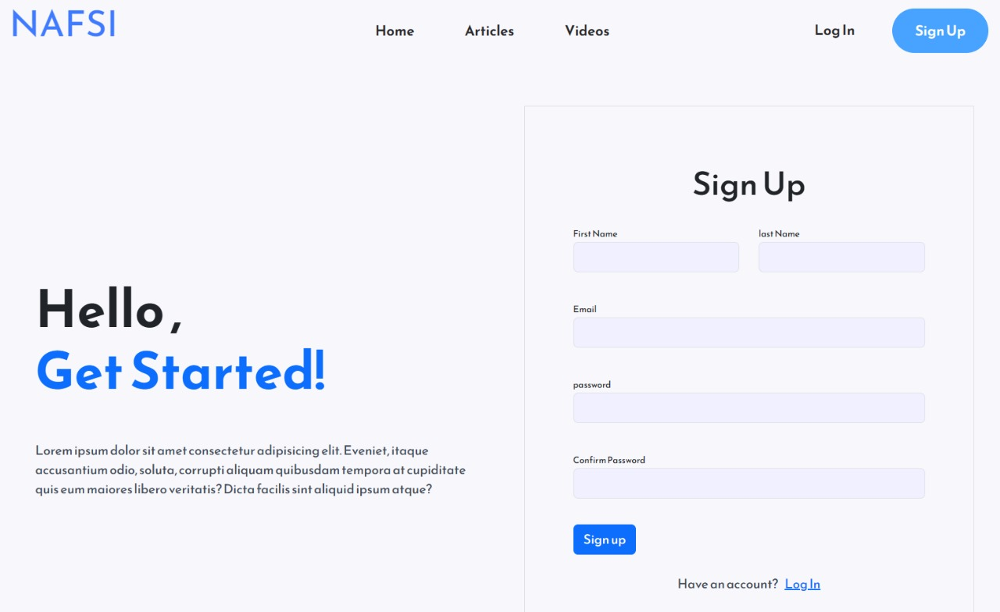 NAFSI
Home Articles Videos Log In Sign Up
Hello ,
Get Started!
Lorem ipsum dolor sit amet consectetur adipisicing elit. Eveniet, itaque
accusantium odio, soluta, corrupti aliquam quibusdam tempora at cupiditate
quis eum maiores libero veritatis? Dicta facilis sint aliquid ipsum atque?
Sign Up
First Name last Name
Email
password
Confirm Password
Sign up
Have an account? Log In